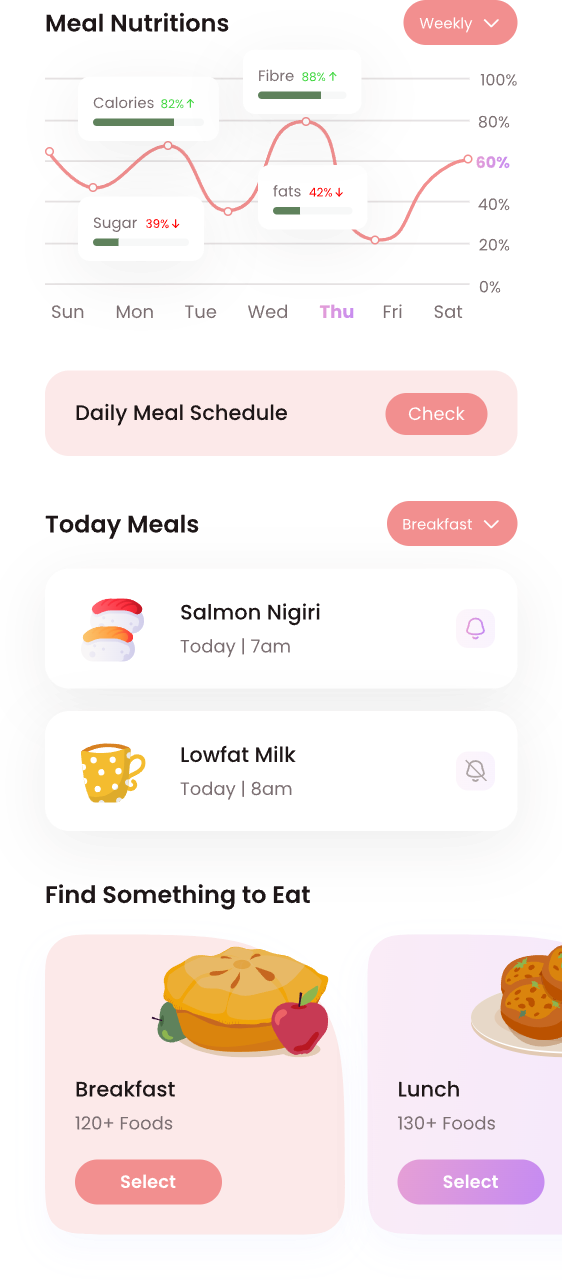 Meal Nutritions
Weekly
Fibre 88%↑
100%
Calories 82%↑
80%
60%
fats 42%↓
40%
Sugar 39%↓
20%
0%
Sun Mon Tue Wed Thu Fri Sat
Daily Meal Schedule
Check
Today Meals
Breakfast
Salmon Nigiri
Today | 7am
Lowfat Milk
Today | 8am
Find Something to Eat
Breakfast
120+ Foods
Select
Lunch
130+ Foods
Select